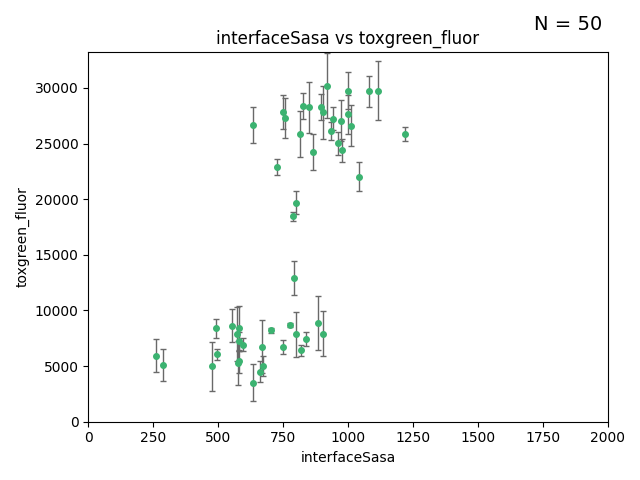 N = 50
interfaceSasa vs toxgreen_fluor
toxgreen_fluor
30000
25000
20000
15000
10000
5000
0
0 250 500 750 1000 1250 1500 1750 2000
interfaceSasa